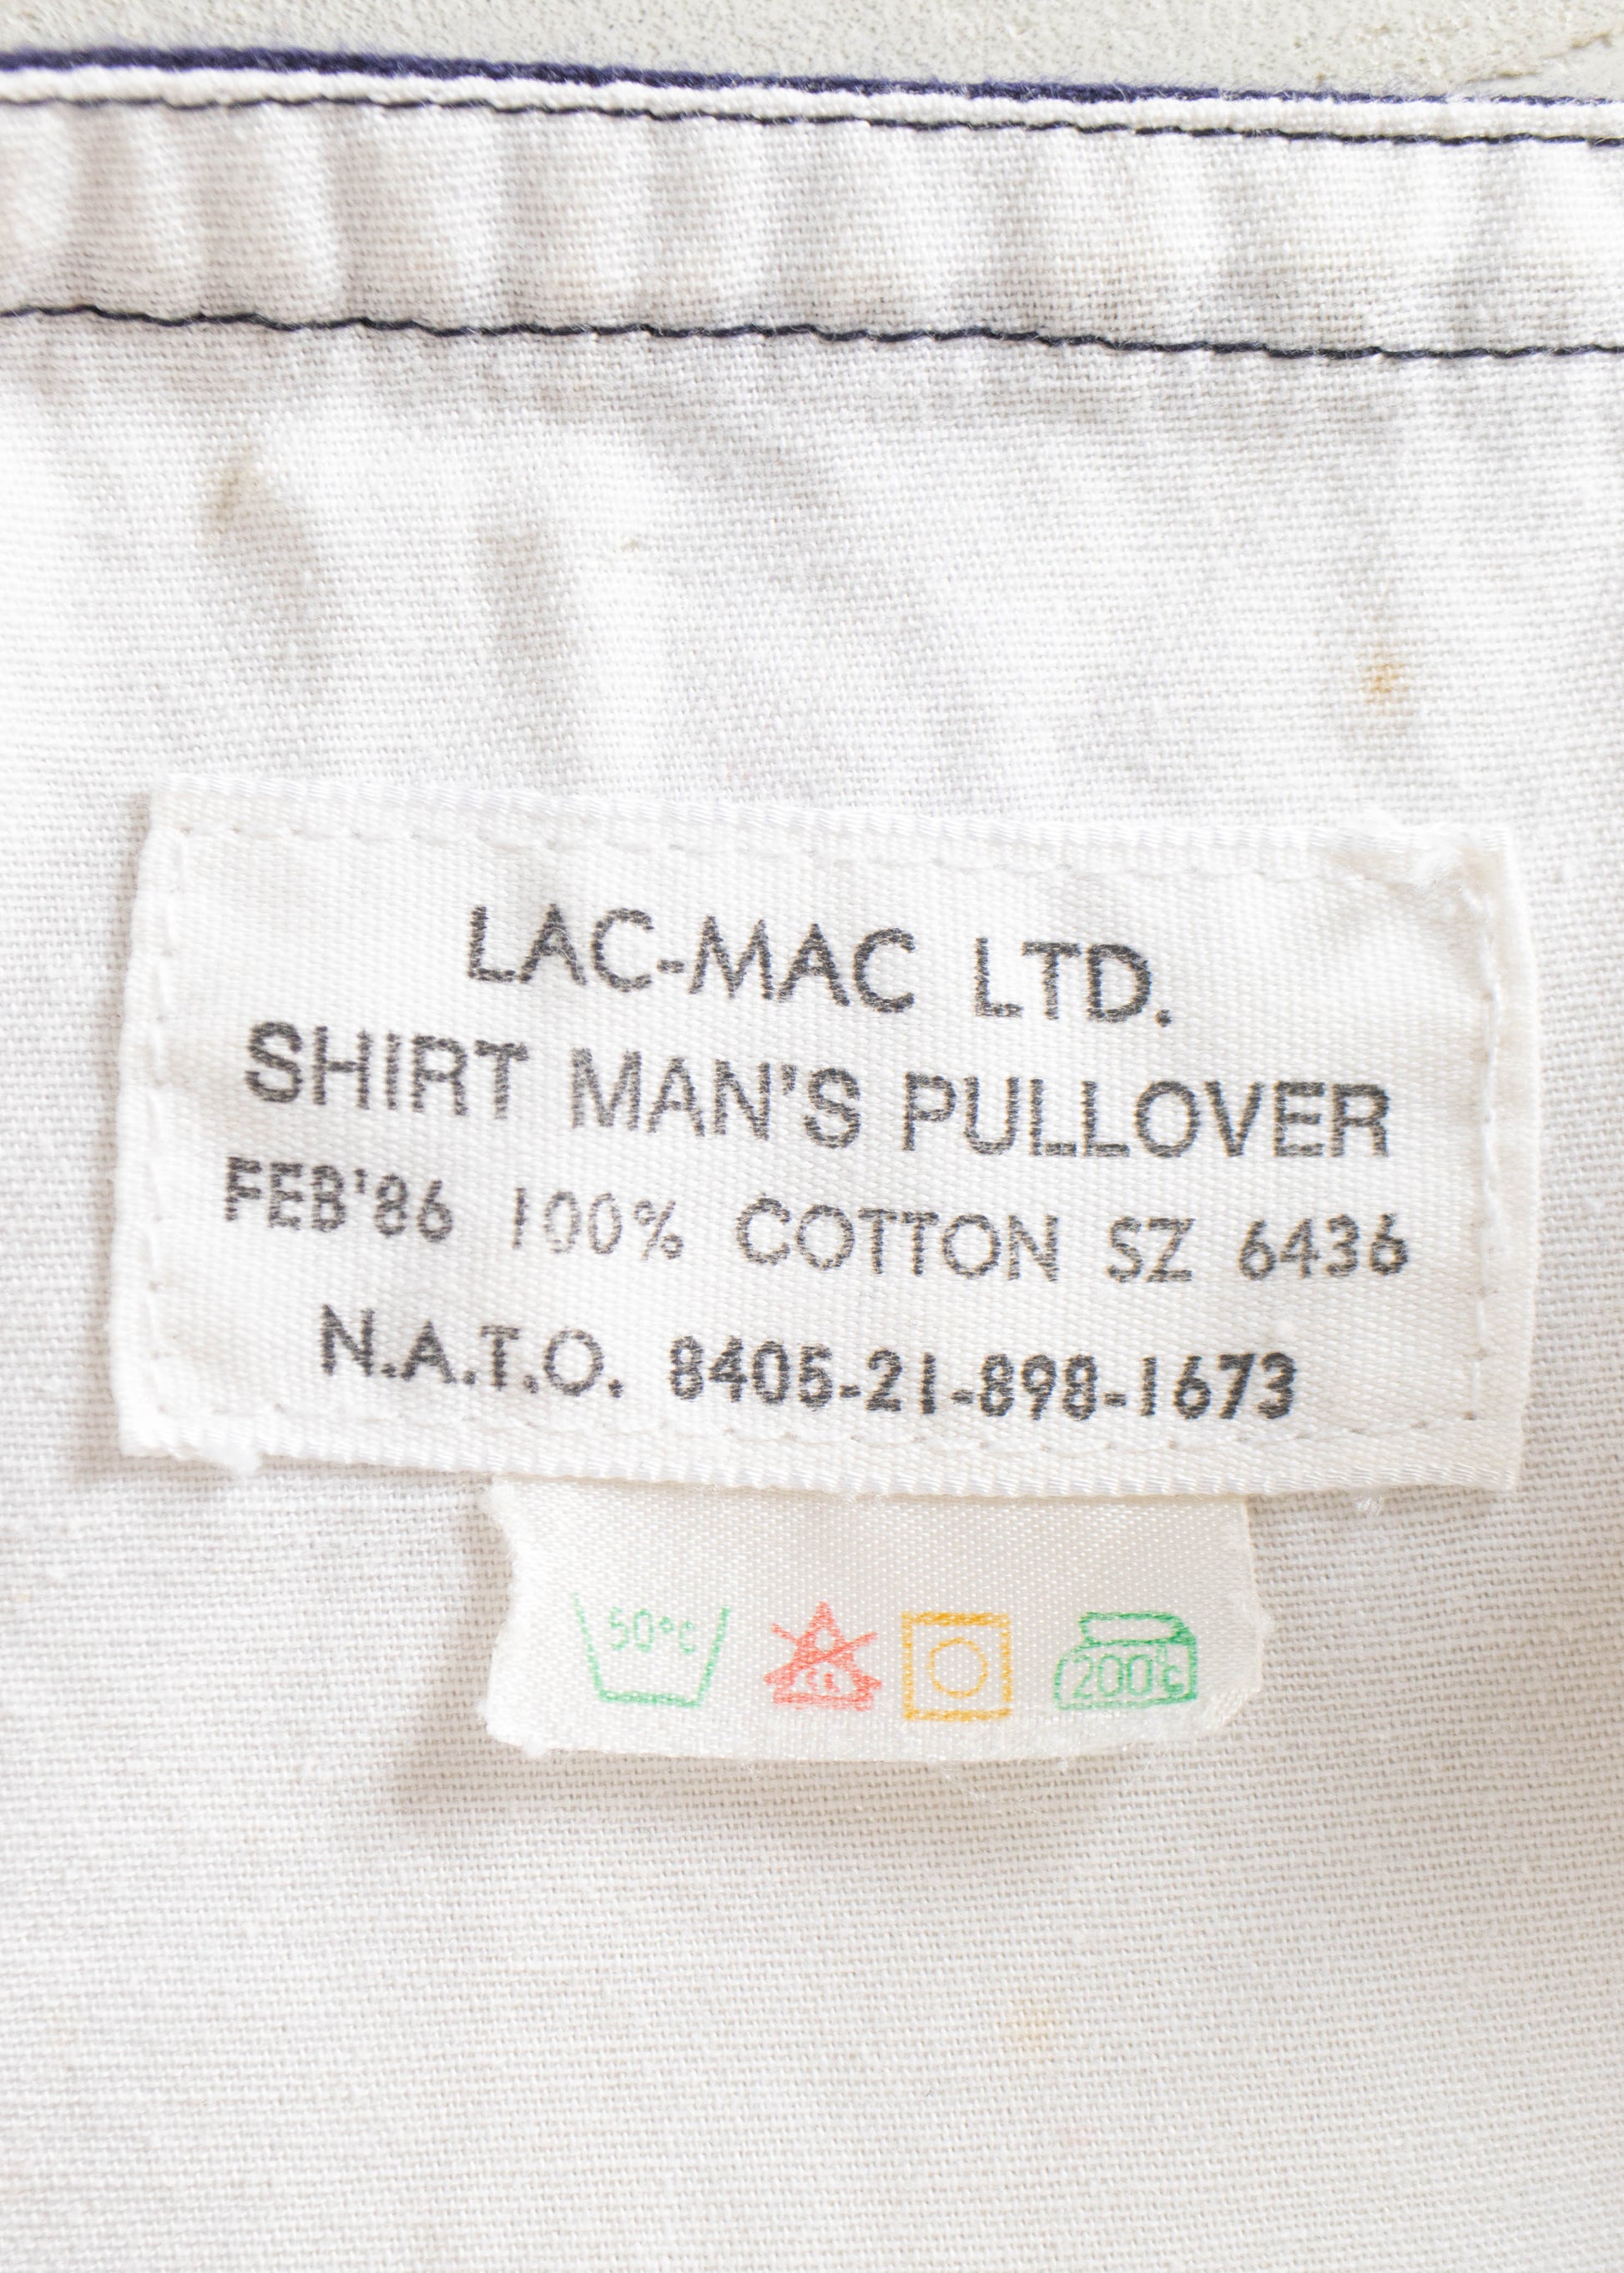 LAC-MAC LTD.
SHIRT MAN'S PULLOVER
FEB'86 100% COTTON SZ 6436
N.A.T.O. 8405-21-898-1673
50°C
200°C